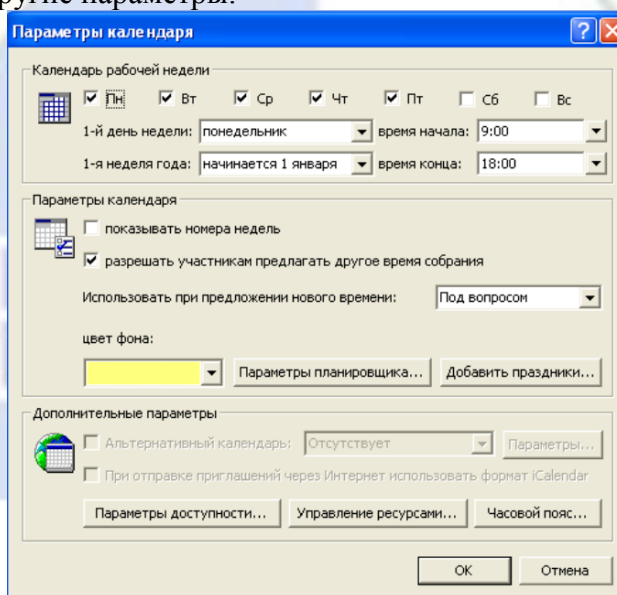 другие параметры.
Параметры календаря
Календарь рабочей недели
Пн Вт Ср Чт Пт Сб Вс
1-й день недели: понедельник время начала: 9:00
1-я неделя года: начинается 1 января время конца: 18:00
Параметры календаря
показывать номера недель
разрешать участникам предлагать другое время собрания
Использовать при предложении нового времени: Под вопросом
цвет фона:
Параметры планировщика... Добавить праздники...
Дополнительные параметры
Альтернативный календарь: Отсутствует Параметры...
При отправке приглашений через Интернет использовать формат iCalendar
Параметры доступности... Управление ресурсами... Часовой пояс...
ОК Отмена